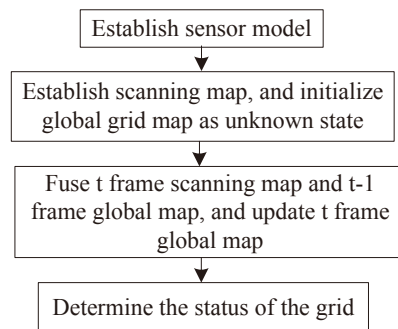 Establish sensor model
Establish scanning map, and initialize
global grid map as unknown state
Fuse t frame scanning map and t-1
frame global map, and update t frame
global map
Determine the status of the grid